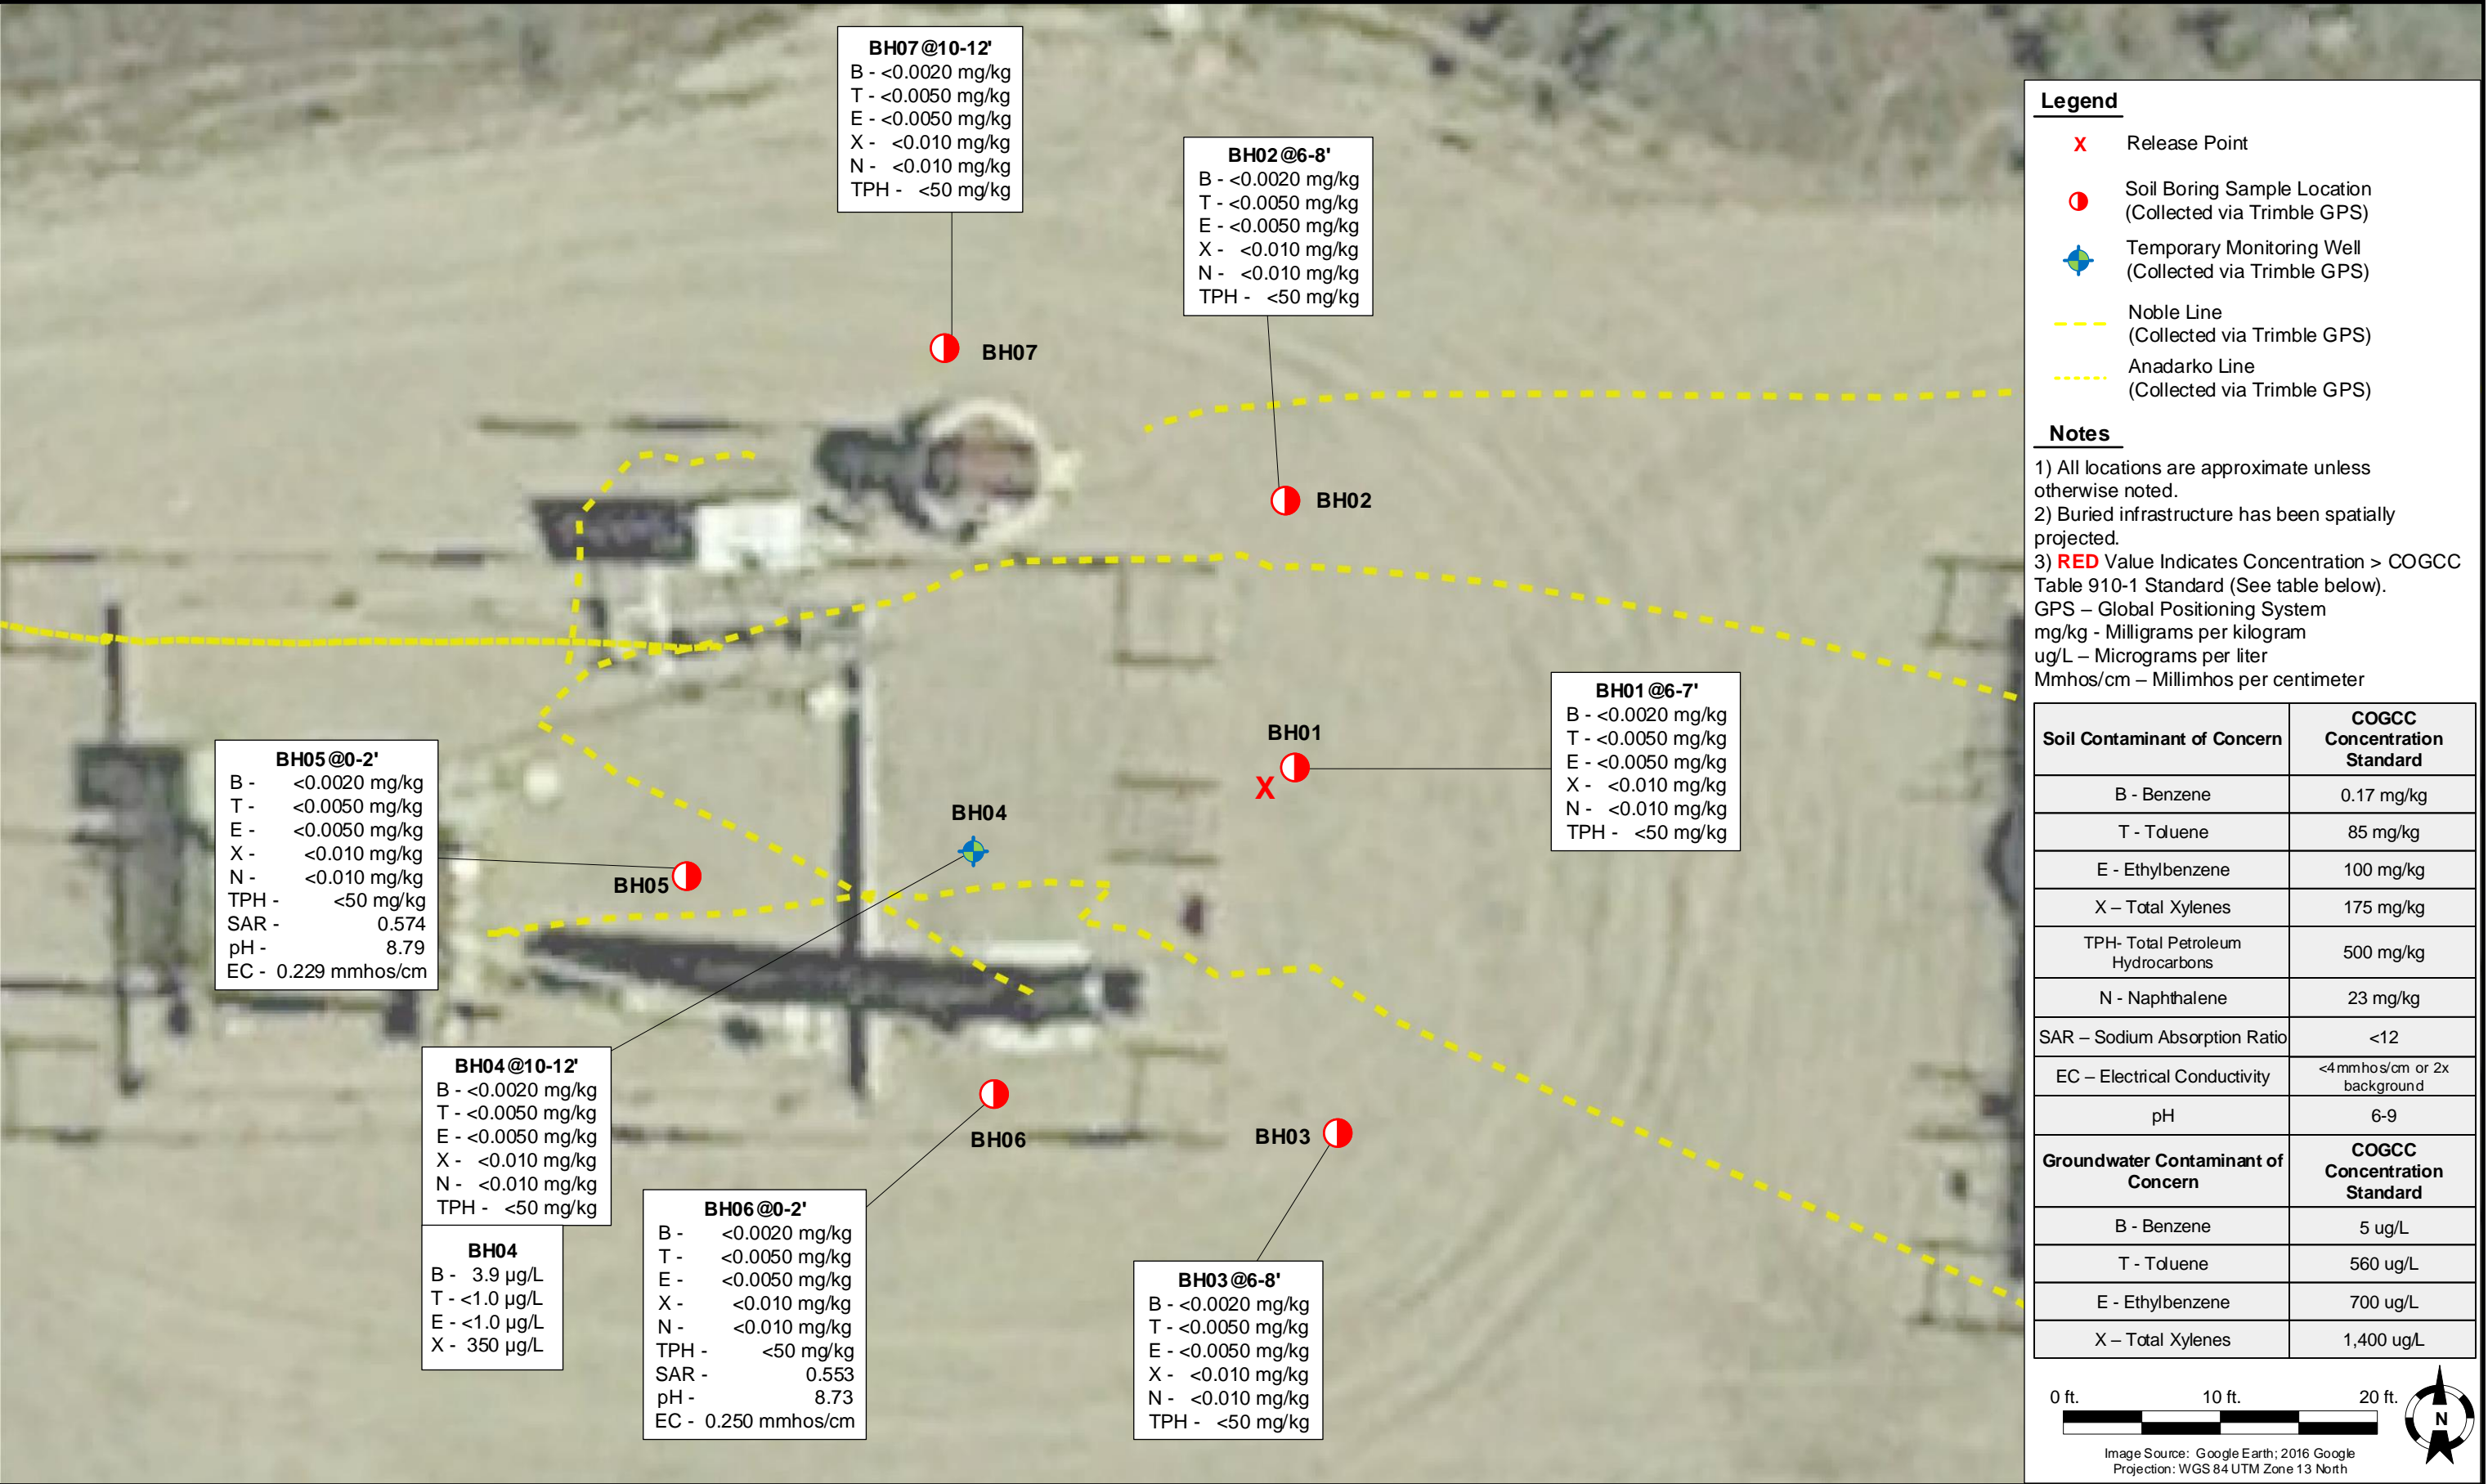 BH07@10-12'
B - <0.0020 mg/kg
T - <0.0050 mg/kg
E - <0.0050 mg/kg
X - <0.010 mg/kg
N - <0.010 mg/kg
TPH - <50 mg/kg
BH02@6-8'
B - <0.0020 mg/kg
T - <0.0050 mg/kg
E - <0.0050 mg/kg
X - <0.010 mg/kg
N - <0.010 mg/kg
TPH - <50 mg/kg
BH07
BH02
BH01@6-7'
B - <0.0020 mg/kg
T - <0.0050 mg/kg
E - <0.0050 mg/kg
X - <0.010 mg/kg
N - <0.010 mg/kg
TPH - <50 mg/kg
BH01
X
BH05@0-2'
B - <0.0020 mg/kg
T - <0.0050 mg/kg
E - <0.0050 mg/kg
X - <0.010 mg/kg
N - <0.010 mg/kg
TPH - <50 mg/kg
SAR - 0.574
pH - 8.79
EC - 0.229 mmhos/cm
BH04
BH05
BH04@10-12'
B - <0.0020 mg/kg
T - <0.0050 mg/kg
E - <0.0050 mg/kg
X - <0.010 mg/kg
N - <0.010 mg/kg
TPH - <50 mg/kg
BH04
B - 3.9 µg/L
T - <1.0 µg/L
E - <1.0 µg/L
X - 350 µg/L
BH06
BH06@0-2'
B - <0.0020 mg/kg
T - <0.0050 mg/kg
E - <0.0050 mg/kg
X - <0.010 mg/kg
N - <0.010 mg/kg
TPH - <50 mg/kg
SAR - 0.553
pH - 8.73
EC - 0.250 mmhos/cm
BH03
BH03@6-8'
B - <0.0020 mg/kg
T - <0.0050 mg/kg
E - <0.0050 mg/kg
X - <0.010 mg/kg
N - <0.010 mg/kg
TPH - <50 mg/kg
Legend
X Release Point
Soil Boring Sample Location
(Collected via Trimble GPS)
Temporary Monitoring Well
(Collected via Trimble GPS)
Noble Line
(Collected via Trimble GPS)
Anadarko Line
(Collected via Trimble GPS)
Notes
1) All locations are approximate unless
otherwise noted.
2) Buried infrastructure has been spatially
projected.
3) RED Value Indicates Concentration > COGCC
Table 910-1 Standard (See table below).
GPS – Global Positioning System
mg/kg - Milligrams per kilogram
ug/L – Micrograms per liter
Mmhos/cm – Millimhos per centimeter
Soil Contaminant of Concern
COGCC
Concentration
Standard
B - Benzene 0.17 mg/kg
T - Toluene 85 mg/kg
E - Ethylbenzene 100 mg/kg
X – Total Xylenes 175 mg/kg
TPH- Total Petroleum
Hydrocarbons
500 mg/kg
N - Naphthalene 23 mg/kg
SAR – Sodium Absorption Ratio <12
EC – Electrical Conductivity
<4mmhos/cm or 2x
background
pH 6-9
Groundwater Contaminant of
Concern
COGCC
Concentration
Standard
B - Benzene 5 ug/L
T - Toluene 560 ug/L
E - Ethylbenzene 700 ug/L
X – Total Xylenes 1,400 ug/L
0 ft. 10 ft. 20 ft.
N
Image Source: Google Earth; 2016 Google
Projection: WGS 84 UTM Zone 13 North